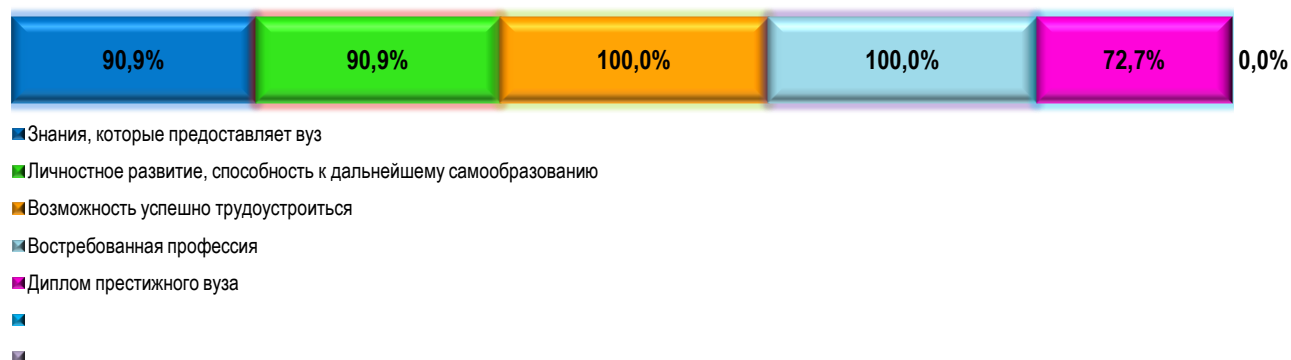 90,9% 90,9% 100,0% 100,0% 72,7% 0,0%
Знания, которые предоставляет вуз
Личностное развитие, способность к дальнейшему самообразованию
Возможность успешно трудоустроиться
Востребованная профессия
Диплом престижного вуза